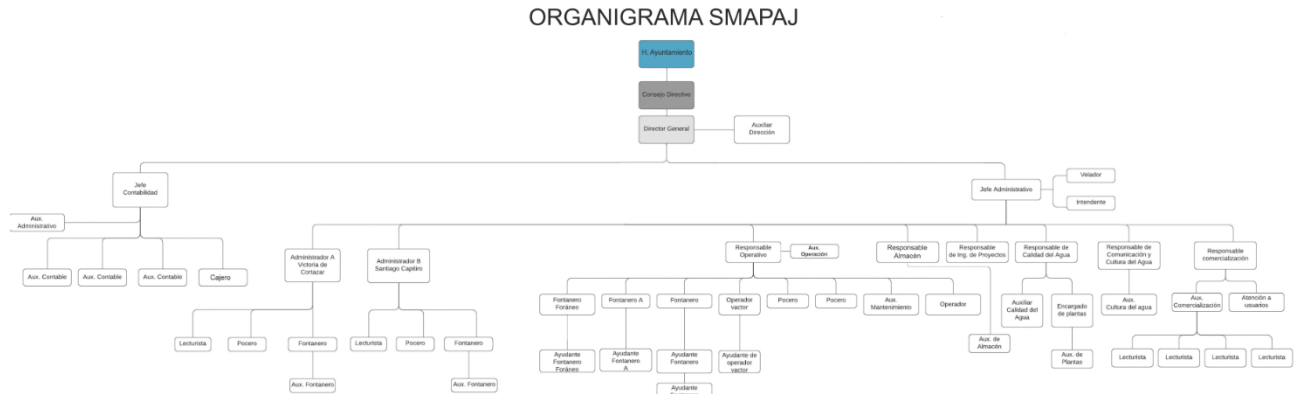 ORGANIGRAMA SMAPAJ
H. Ayuntamiento
Consejo Directivo
Director General
Auxiliar
Dirección
Jefe
Contabilidad
Jefe Administrativo
Velador
Intendente
Aux.
Administrativo
Aux. Contable
Aux. Contable
Aux. Contable
Cajero
Administrador A
Victoria de
Cortazar
Administrador B
Santiago Capitiro
Responsable
Operativo
Aux.
Operación
Responsable
Almacén
Responsable
de Ing. de Proyectos
Responsable de
Calidad del Agua
Responsable de
Comunicación y
Cultura del Agua
Responsable
comercialización
Lecturista
Pocero
Fontanero
Aux. Fontanero
Lecturista
Pocero
Fontanero
Aux. Fontanero
Fontanero
Foráneo
Fontanero A
Fontanero
Operador
vactor
Pocero
Pocero
Aux.
Mantenimiento
Operador
Ayudante
Fontanero
Foráneo
Ayudante
Fontanero
A
Ayudante
Fontanero
Ayudante de
operador
vactor
Ayudante
Aux. de
Almacén
Auxiliar
Calidad del
Agua
Encargado
de plantas
Aux. de
Plantas
Aux.
Cultura del agua
Aux.
Comercialización
Atención a
usuarios
Lecturista
Lecturista
Lecturista
Lecturista